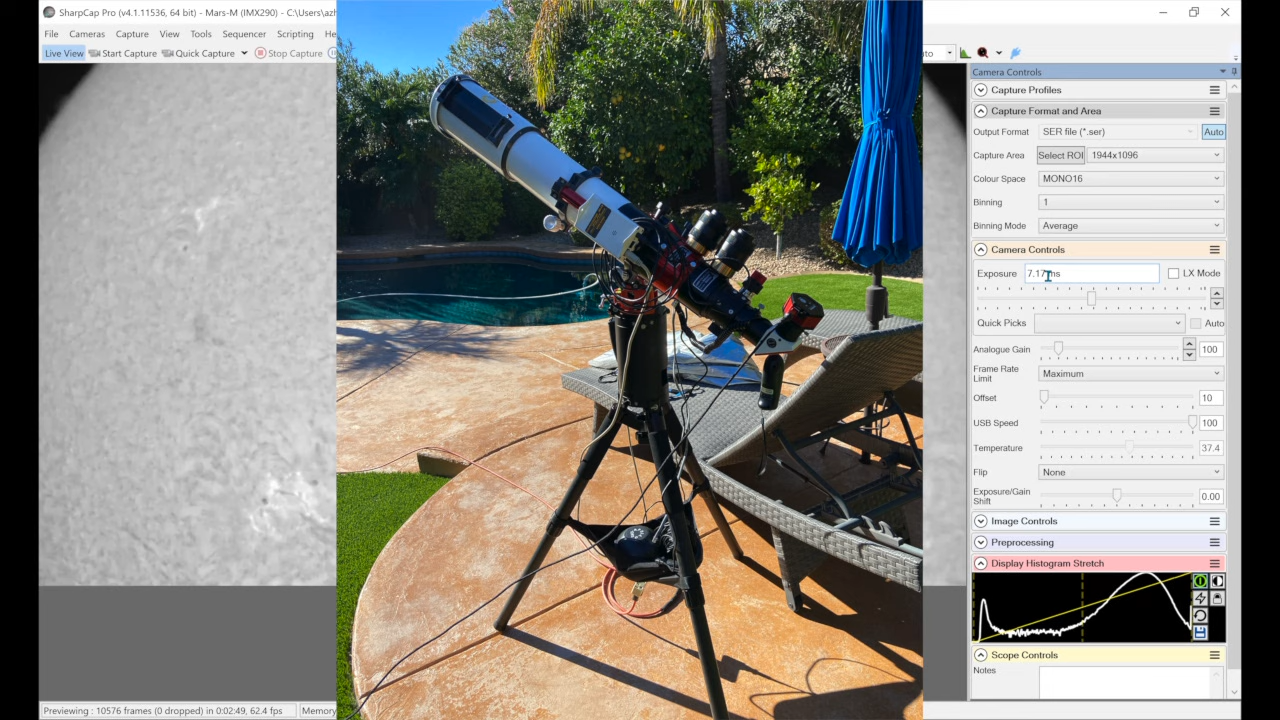 SharpCap Pro (v4.1.11536, 64 bit) - Mars-M (IMX290) - C:\Users\azh
File Cameras Capture View Tools Sequencer Scripting He
Live View Start Capture Quick Capture Stop Capture
Camera Controls
Capture Profiles
Capture Format and Area
Output Format SER file (*.ser) Auto
Capture Area Select ROI 1944x1096
Colour Space MONO16
Binning 1
Binning Mode Average
Camera Controls
Exposure LX Mode
Quick Picks Auto
Analogue Gain 100
Frame Rate
Limit
Maximum
Offset 10
USB Speed 100
Temperature 37.4
Flip None
Exposure/Gain
Shift
0.00
Image Controls
Preprocessing
Display Histogram Stretch
Scope Controls
Notes
Previewing : 10576 frames (0 dropped) in 0:02:49, 62.4 fps Memory